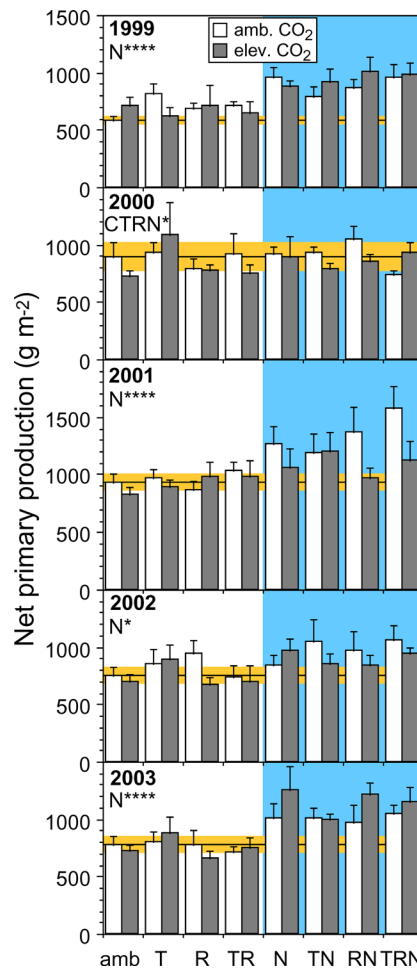 Net primary production (g m-2)
amb. CO2
elev. CO2
1999
N****
1500
1000
500
0
2000
CTRN*
1000
500
0
2001
N****
1500
1000
500
0
2002
N*
1000
500
0
2003
N****
1000
500
0
amb T R TR N TN RN TRN